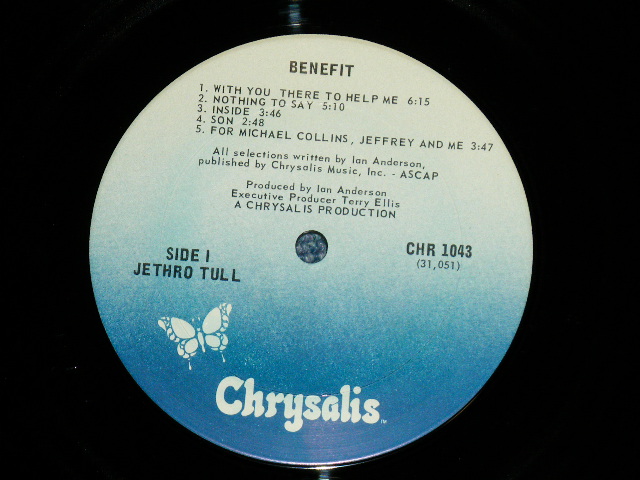 BENEFIT
1. WITH YOU THERE TO HELP ME 6:15
2. NOTHING TO SAY 5:10
3. INSIDE 3:46
4. SON 2:48
5. FOR MICHAEL COLLINS, JEFFREY AND ME 3:47
All selections written by Ian Anderson,
published by Chrysalis Music, Inc. - ASCAP
Produced by Ian Anderson
Executive Producer Terry Ellis
A CHRYSALIS PRODUCTION
SIDE I
JETHRO TULL
CHR 1043
(31,051)
Chrysalis™